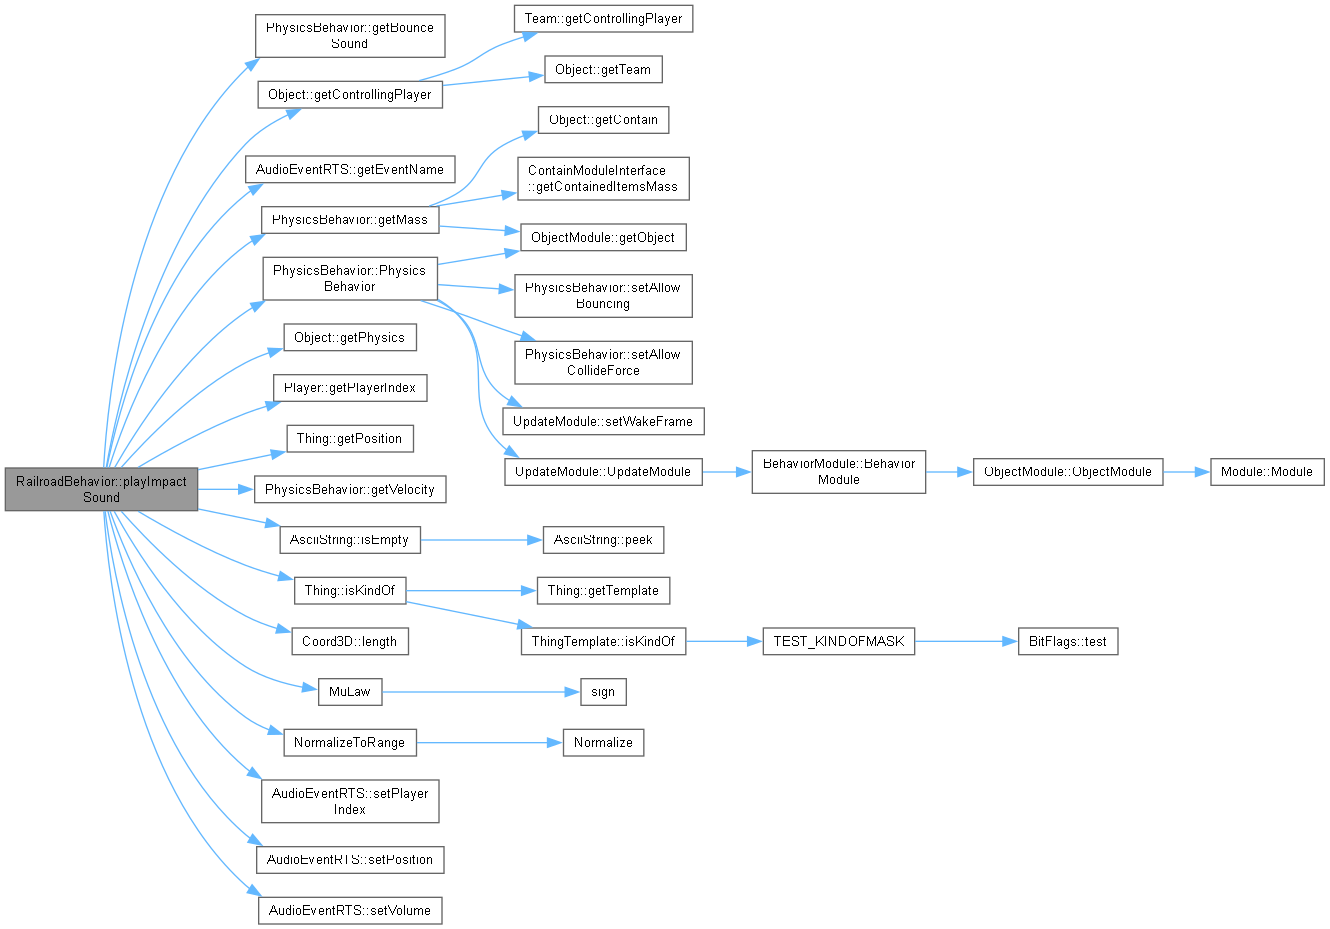 PhysicsBehavior::getBounce
Sound
Team::getControllingPlayer
Object::getControllingPlayer
Object::getTeam
Object::getContain
AudioEventRTS::getEventName
ContainModuleInterface
::getContainedItemsMass
PhysicsBehavior::getMass
ObjectModule::getObject
PhysicsBehavior::Physics
Behavior
PhysicsBehavior::setAllow
Bouncing
Object::getPhysics
PhysicsBehavior::setAllow
CollideForce
Player::getPlayerIndex
UpdateModule::setWakeFrame
Thing::getPosition
UpdateModule::UpdateModule
BehaviorModule::Behavior
Module
ObjectModule::ObjectModule
Module::Module
RailroadBehavior::playImpact
Sound
PhysicsBehavior::getVelocity
AsciiString::isEmpty
AsciiString::peek
Thing::isKindOf
Thing::getTemplate
Coord3D::length
ThingTemplate::isKindOf
TEST_KINDOFMASK
BitFlags::test
MuLaw
sign
NormalizeToRange
Normalize
AudioEventRTS::setPlayer
Index
AudioEventRTS::setPosition
AudioEventRTS::setVolume